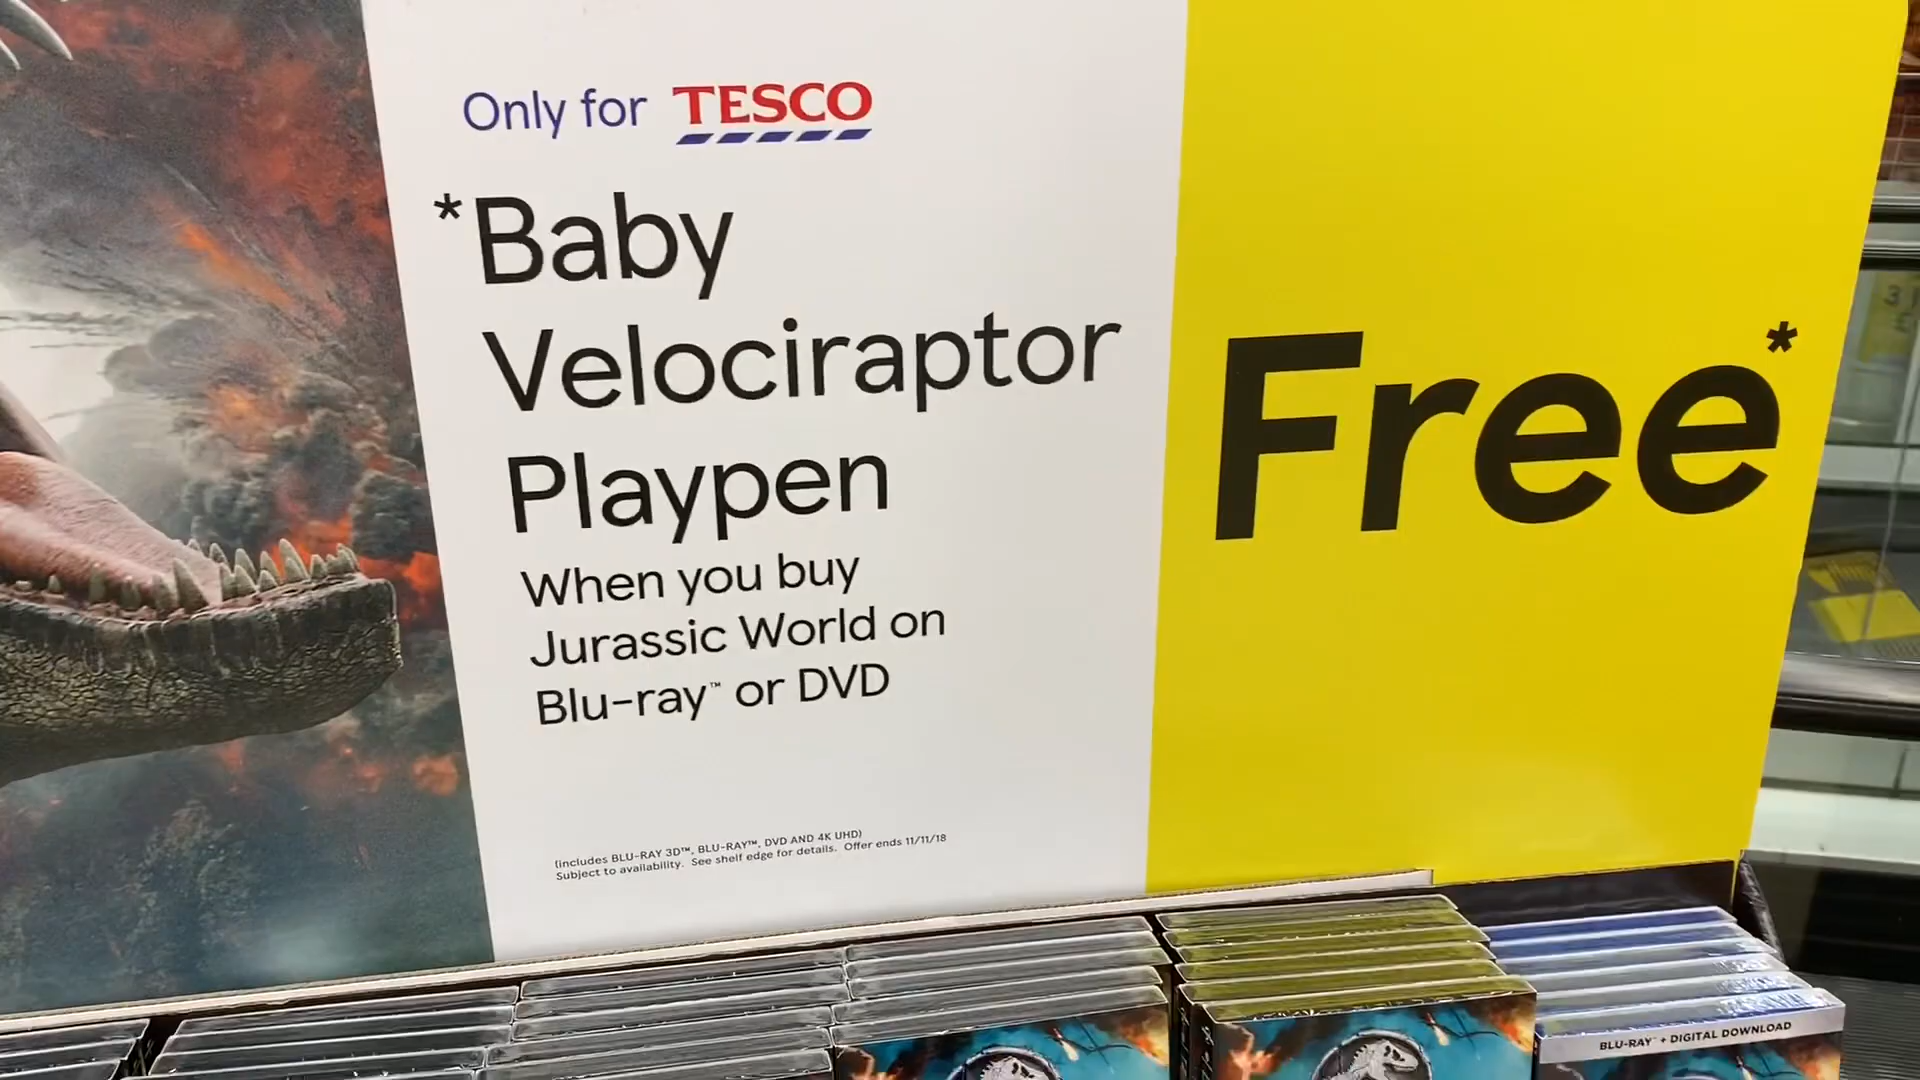 Only for TESCO
*Baby
Velociraptor
Playpen
When you buy
Jurassic World on
Blu-ray™ or DVD
(includes BLU-RAY 3D™, BLU-RAY™, DVD AND 4K UHD)
Subject to availability. See shelf edge for details. Offer ends 11/11/18
Free*
BLU-RAY™ + DIGITAL DOWNLOAD